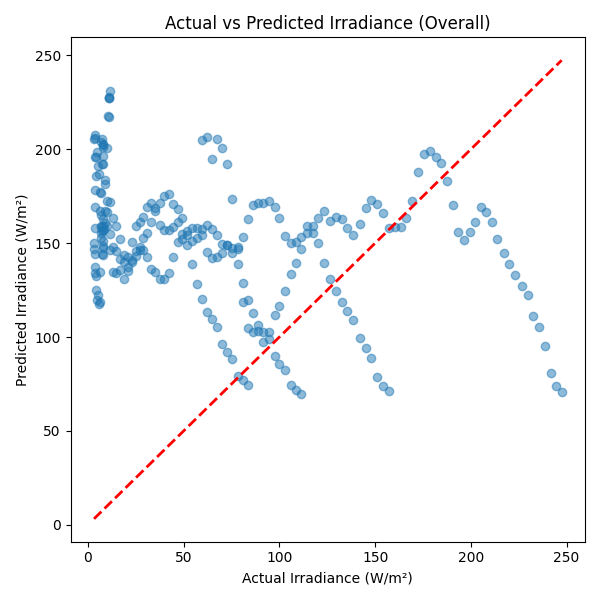 Actual vs Predicted Irradiance (Overall)
250
200
150
100
50
0
Predicted Irradiance (W/m²)
0 50 100 150 200 250
Actual Irradiance (W/m²)